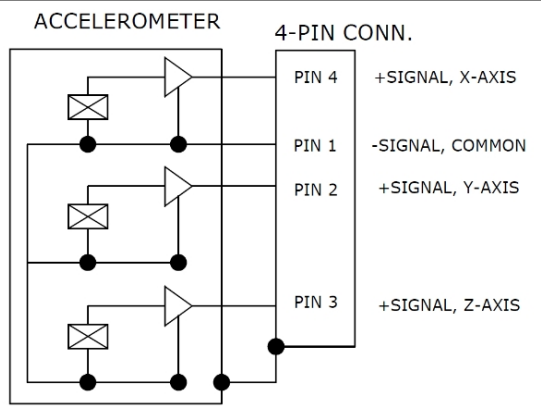 ACCELEROMETER
4-PIN CONN.
PIN 4 +SIGNAL, X-AXIS
PIN 1 -SIGNAL, COMMON
PIN 2 +SIGNAL, Y-AXIS
PIN 3 +SIGNAL, Z-AXIS